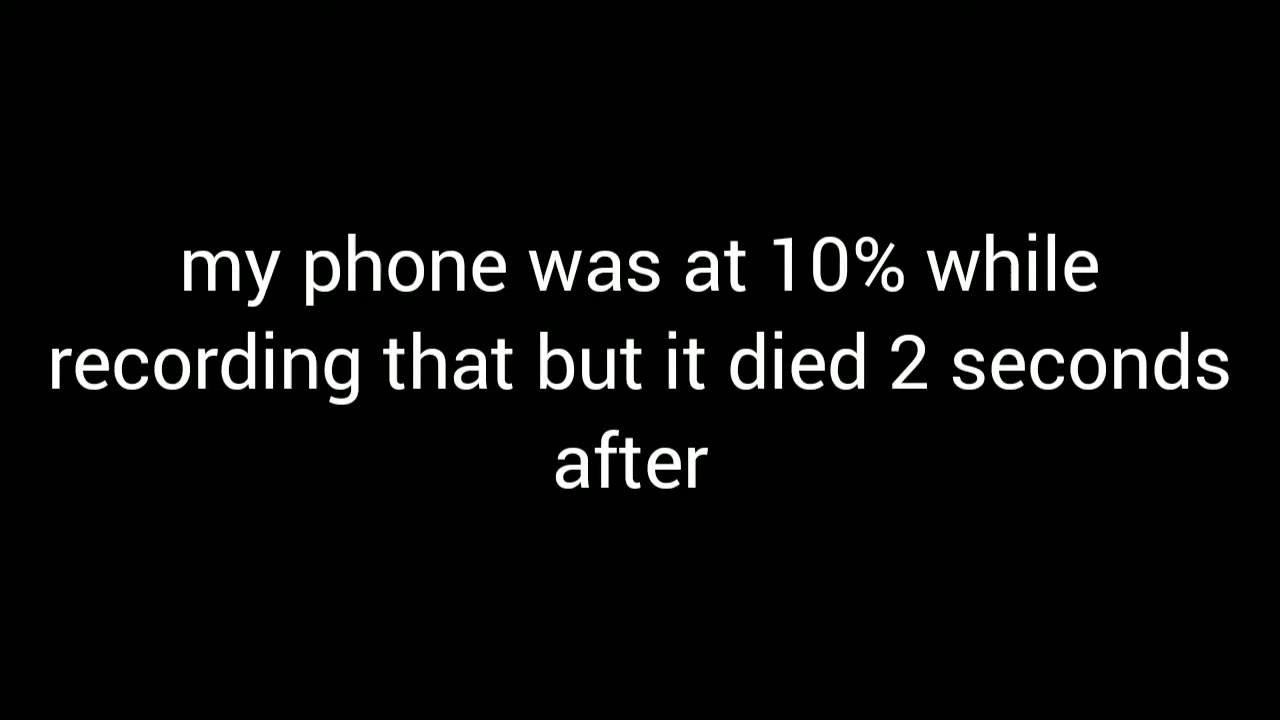 my phone was at 10% while
recording that but it died 2 seconds
after